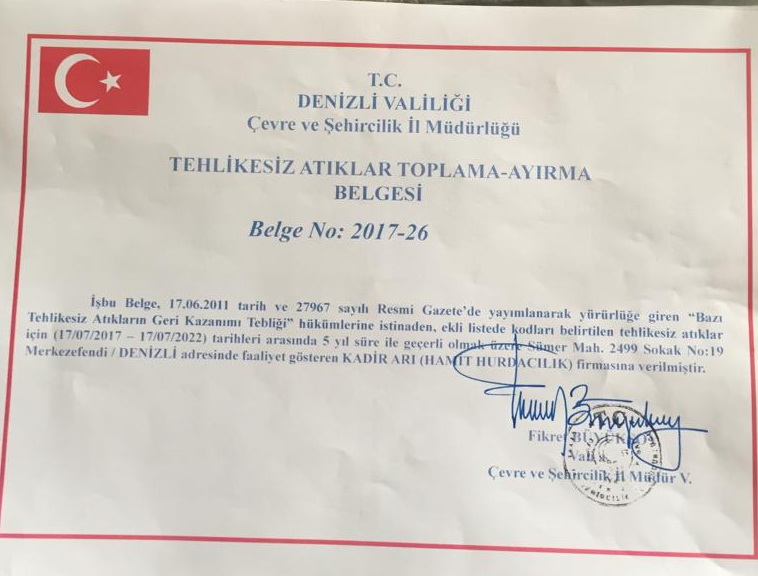 T.C.
DENİZLİ VALİLİĞİ
Çevre ve Şehircilik İl Müdürlüğü
TEHLİKESİZ ATIKLAR TOPLAMA-AYIRMA
BELGESİ
Belge No: 2017-26
İşbu Belge, 17.06.2011 tarih ve 27967 sayılı Resmi Gazete'de yayımlanarak yürürlüğe giren “Bazı
Tehlikesiz Atıkların Geri Kazanımı Tebliği” hükümlerine istinaden, ekli listede kodları belirtilen tehlikesiz atıklar
için (17/07/2017 – 17/07/2022) tarihleri arasında 5 yıl süre ile geçerli olmak üzere Sümer Mah. 2499 Sokak No:19
Merkezefendi / DENİZLİ adresinde faaliyet gösteren KADİR ARI (HAMİT HURDACILIK) firmasına verilmiştir.
Fikret
Vali a.
Çevre ve Şehircilik İl Müdür V.